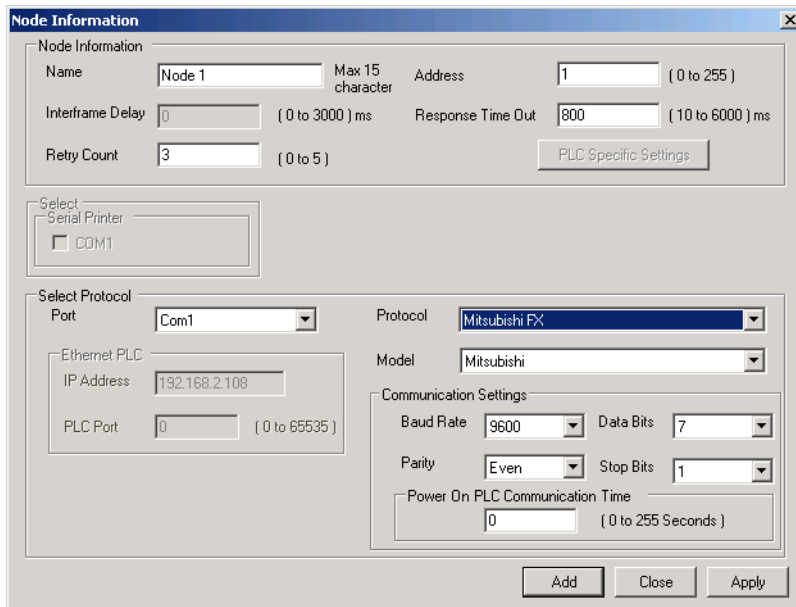 Node Information
Node Information
Name Node 1 Max 15 character Address 1 ( 0 to 255 )
Interframe Delay 0 ( 0 to 3000 ) ms Response Time Out 800 ( 10 to 6000 ) ms
Retry Count 3 ( 0 to 5 ) PLC Specific Settings
Select
Serial Printer
COM1
Select Protocol
Port Com1 Protocol Mitsubishi FX
Ethernet PLC Model Mitsubishi
IP Address 192.168.2.108
Communication Settings
PLC Port 0 ( 0 to 65535 ) Baud Rate 9600 Data Bits 7
Parity Even Stop Bits 1
Power On PLC Communication Time
0 ( 0 to 255 Seconds )
Add Close Apply